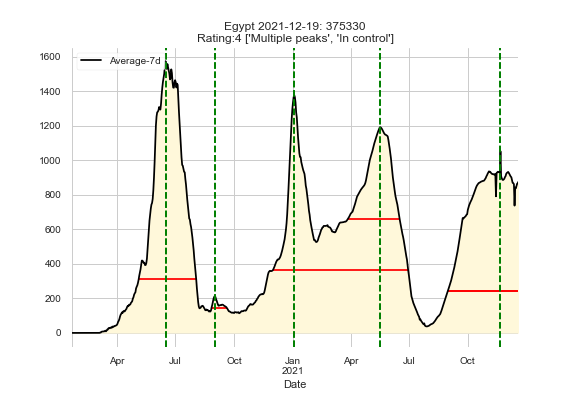 Egypt 2021-12-19: 375330
Rating:4 ['Multiple peaks', 'In control']
Average-7d
1600
1400
1200
1000
800
600
400
200
0
Apr Jul Oct Jan Apr Jul Oct
2021
Date